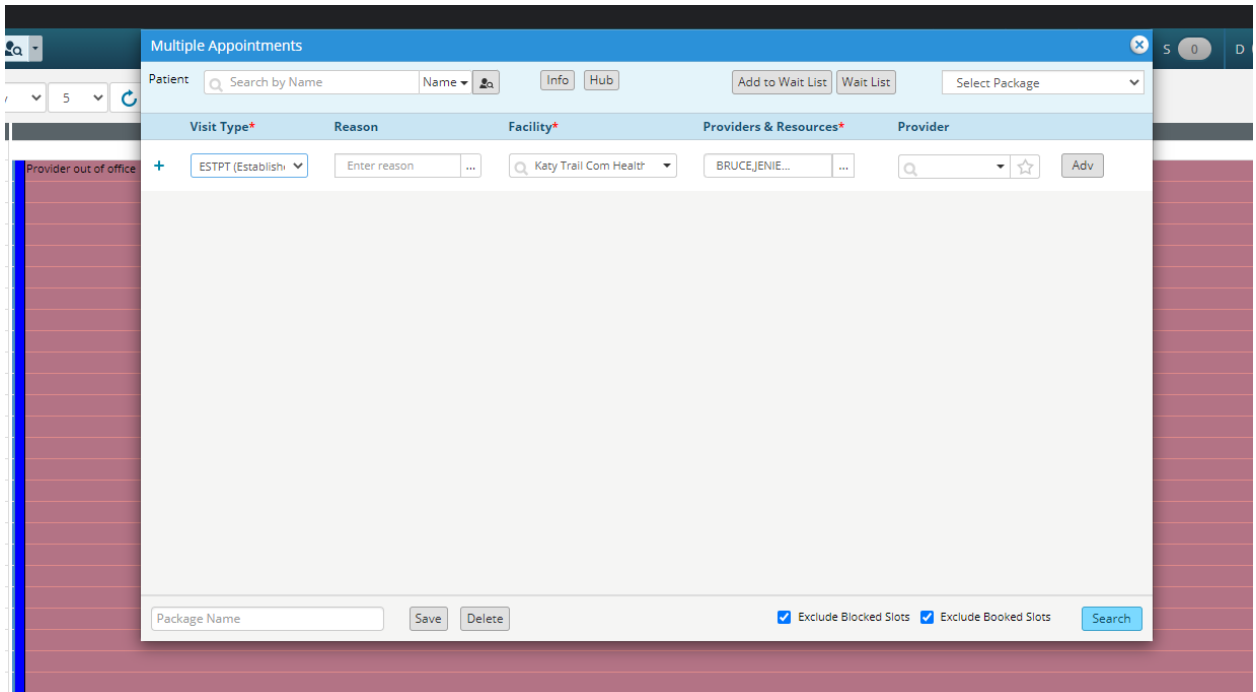 S 0 D
5
Multiple Appointments
Patient Search by Name Name Info Hub Add to Wait List Wait List Select Package
Visit Type* Reason Facility* Providers & Resources* Provider
Provider out of office
+ ESTPT (Establish Enter reason ... Katy Trail Com Healt BRUCE,JENIE... ... Adv
Package Name Save Delete Exclude Blocked Slots Exclude Booked Slots Search